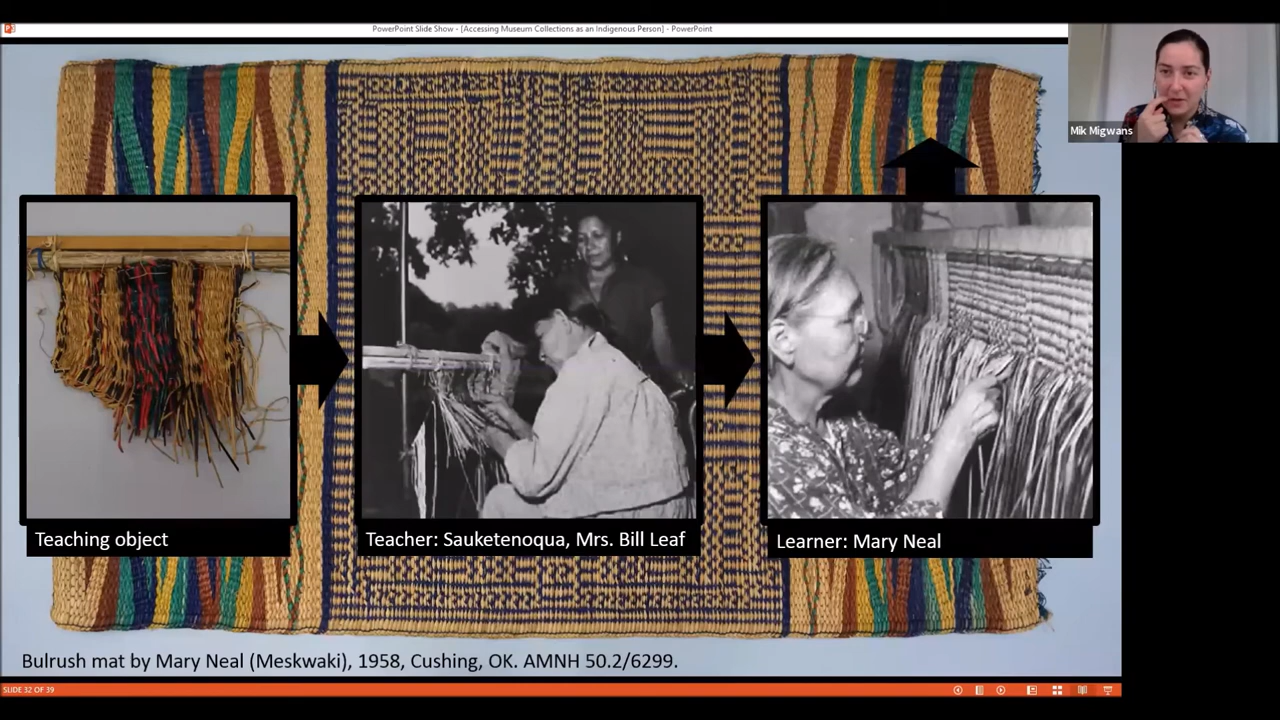 PowerPoint Slide Show - [Accessing Museum Collections as an Indigenous Person] - PowerPoint
Mik Migwans
Teaching object
Teacher: Sauketenoqua, Mrs. Bill Leaf
Learner: Mary Neal
Bulrush mat by Mary Neal (Meskwaki), 1958, Cushing, OK. AMNH 50.2/6299.
SLIDE 32 OF 39